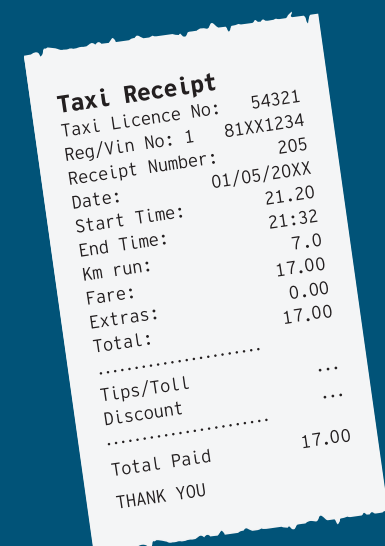 Taxi Receipt
Taxi Licence No: 54321
Reg/Vin No: 1 81XX1234
Receipt Number: 205
Date: 01/05/20XX
Start Time: 21.20
End Time: 21:32
Km run: 7.0
Fare: 17.00
Extras: 0.00
Total: 17.00
........................
Tips/Toll ...
Discount ...
........................
Total Paid 17.00
THANK YOU